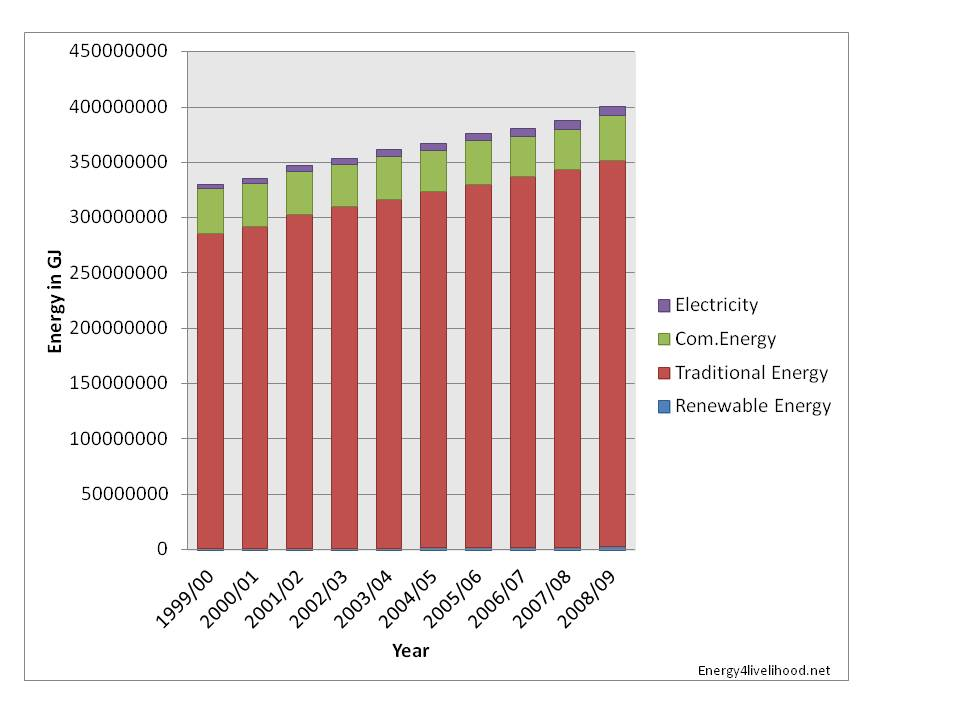 450000000
400000000
350000000
300000000
250000000
200000000
150000000
100000000
50000000
0
Energy in GJ
1999/00
2000/01
2001/02
2002/03
2003/04
2004/05
2005/06
2006/07
2007/08
2008/09
Year
Electricity
Com.Energy
Traditional Energy
Renewable Energy
Energy4livelihood.net